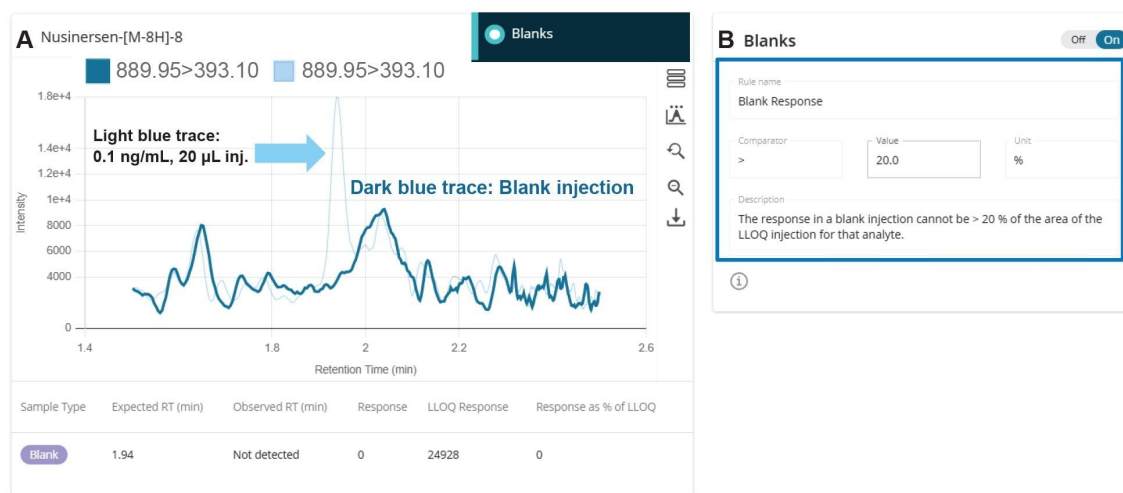 A Nusinersen-[M-8H]-8
Blanks
889.95>393.10 889.95>393.10
1.8e+4
1.4e+4
1.2e+4
8000
6000
4000
0
Intensity
Light blue trace:
0.1 ng/mL, 20 µL inj.
Dark blue trace: Blank injection
1.4 1.8 2 2.2 2.6
Retention Time (min)
Sample Type Expected RT (min) Observed RT (min) Response LLOQ Response Response as % of LLOQ
Blank 1.94 Not detected 0 24928 0
B Blanks
Off On
Rule name
Blank Response
Comparator Value Unit
> 20.0 %
Description
The response in a blank injection cannot be > 20 % of the area of the
LLOQ injection for that analyte.
i